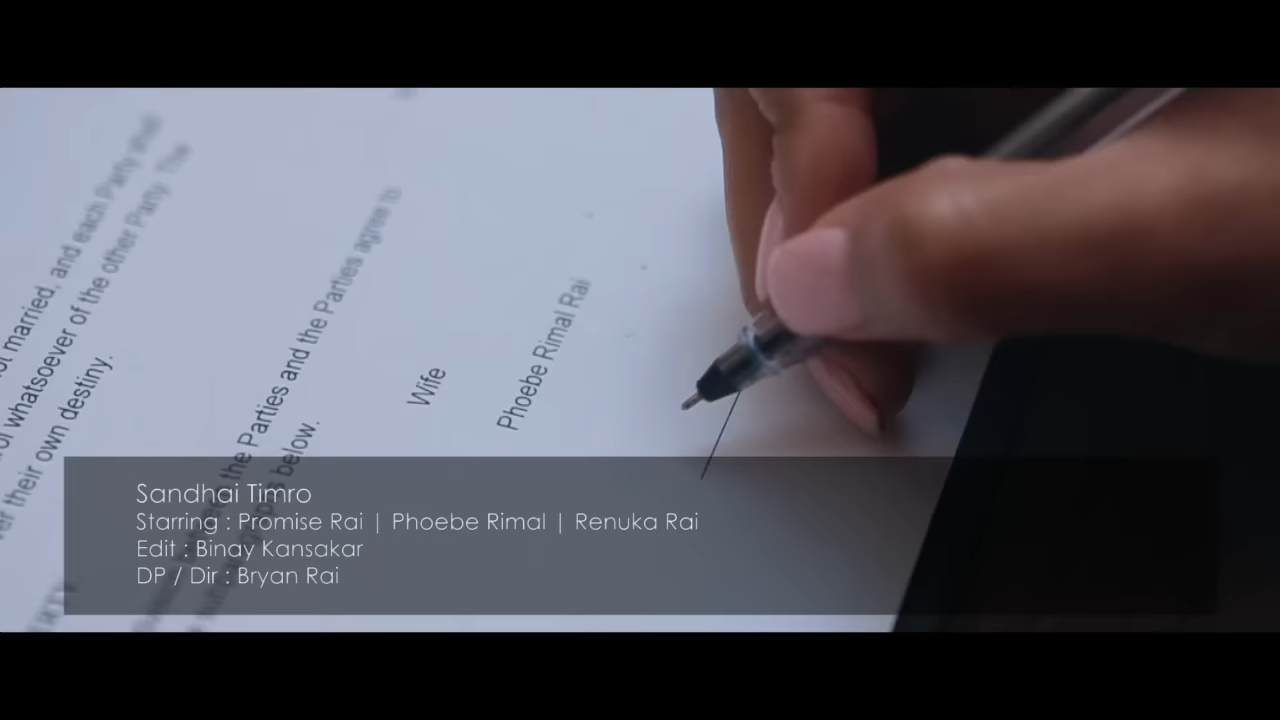 not married, and each Party shall
whatsoever of the other Party. The
their own destiny.
the Parties and the Parties agree to
below.
Wife
Phoebe Rimal Rai
Sandhai Timro
Starring : Promise Rai | Phoebe Rimal | Renuka Rai
Edit : Binay Kansakar
DP / Dir : Bryan Rai